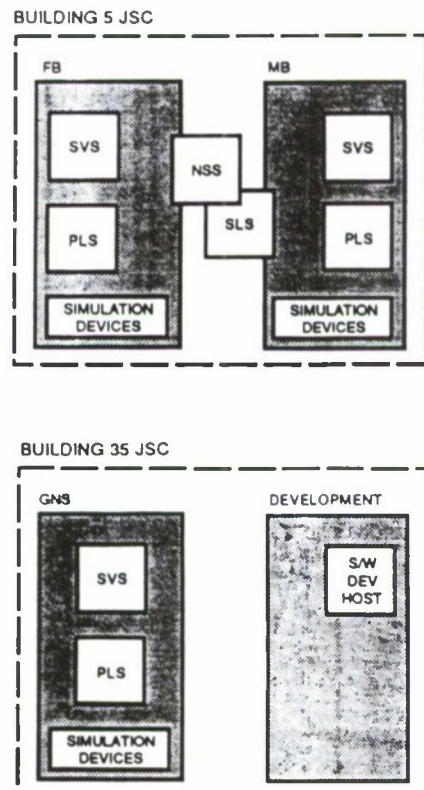 BUILDING 5 JSC
FB
MB
SVS
NSS
SVS
PLS
SLS
PLS
SIMULATION
DEVICES
SIMULATION
DEVICES
BUILDING 35 JSC
GNS
DEVELOPMENT
SVS
S/W
DEV
HOST
PLS
SIMULATION
DEVICES